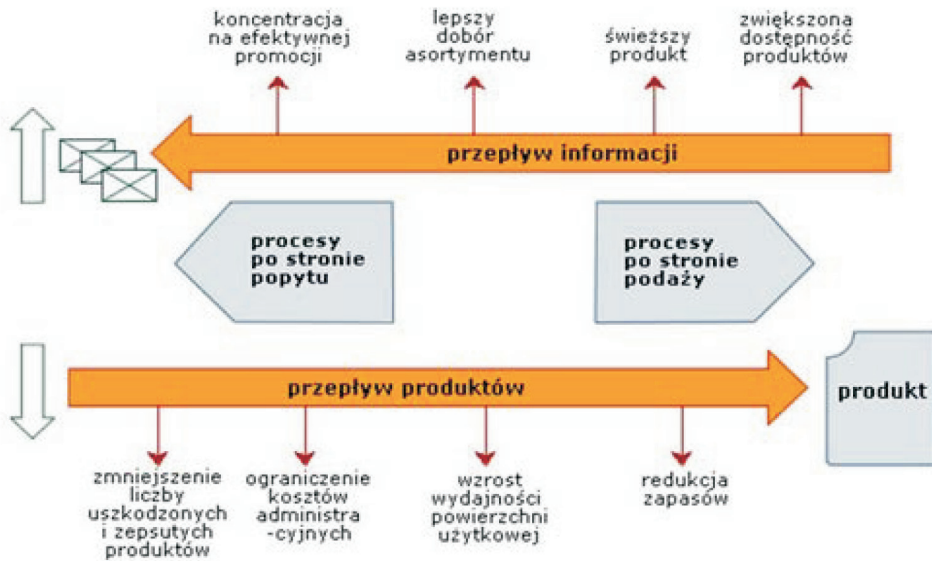 koncentracja
na efektywnej
promocji
lepszy
dobór
asortymentu
świeższy
produkt
zwiększona
dostępność
produktów
przepływ informacji
procesy
po stronie
popytu
procesy
po stronie
podaży
przepływ produktów
produkt
zmniejszenie
liczby
uszkodzonych
i zepsutych
produktów
ograniczenie
kosztów
administra
-cyjnych
wzrost
wydajności
powierzchni
użytkowej
redukcja
zapasów